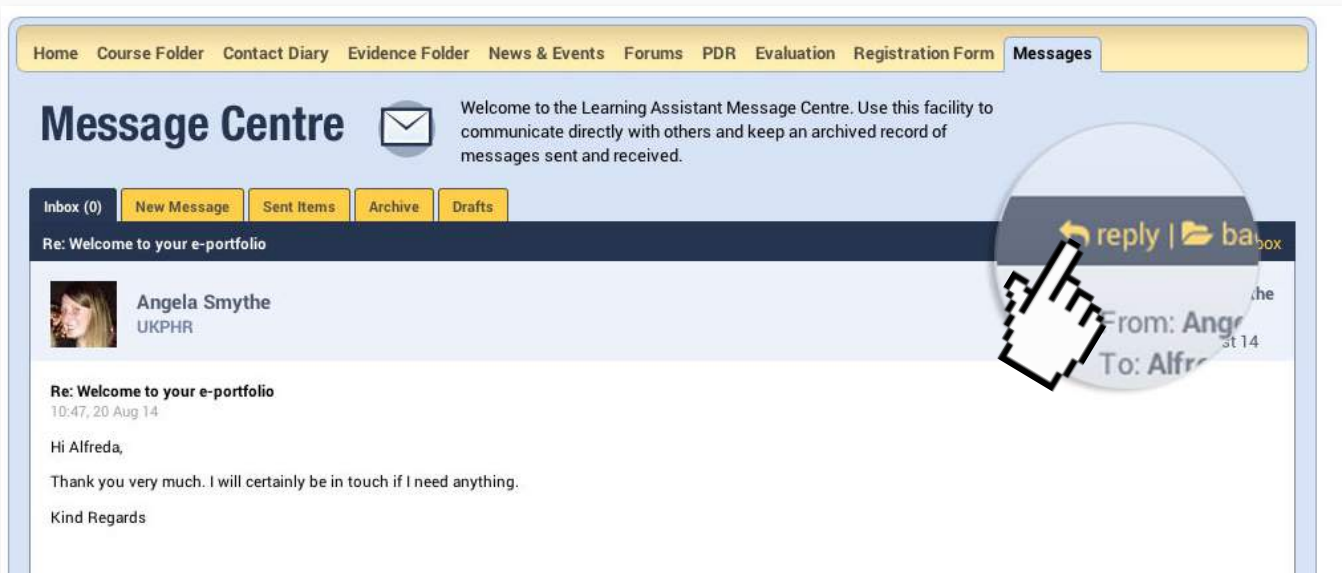 Home Course Folder Contact Diary Evidence Folder News & Events Forums PDR Evaluation Registration Form Messages
Message Centre
Welcome to the Learning Assistant Message Centre. Use this facility to
communicate directly with others and keep an archived record of
messages sent and received.
Inbox (0) New Message Sent Items Archive Drafts
Re: Welcome to your e-portfolio
reply |
Angela Smythe
UKPHR
From:
To:
14
Re: Welcome to your e-portfolio
10:47, 20 Aug 14
Hi Alfreda,
Thank you very much. I will certainly be in touch if I need anything.
Kind Regards